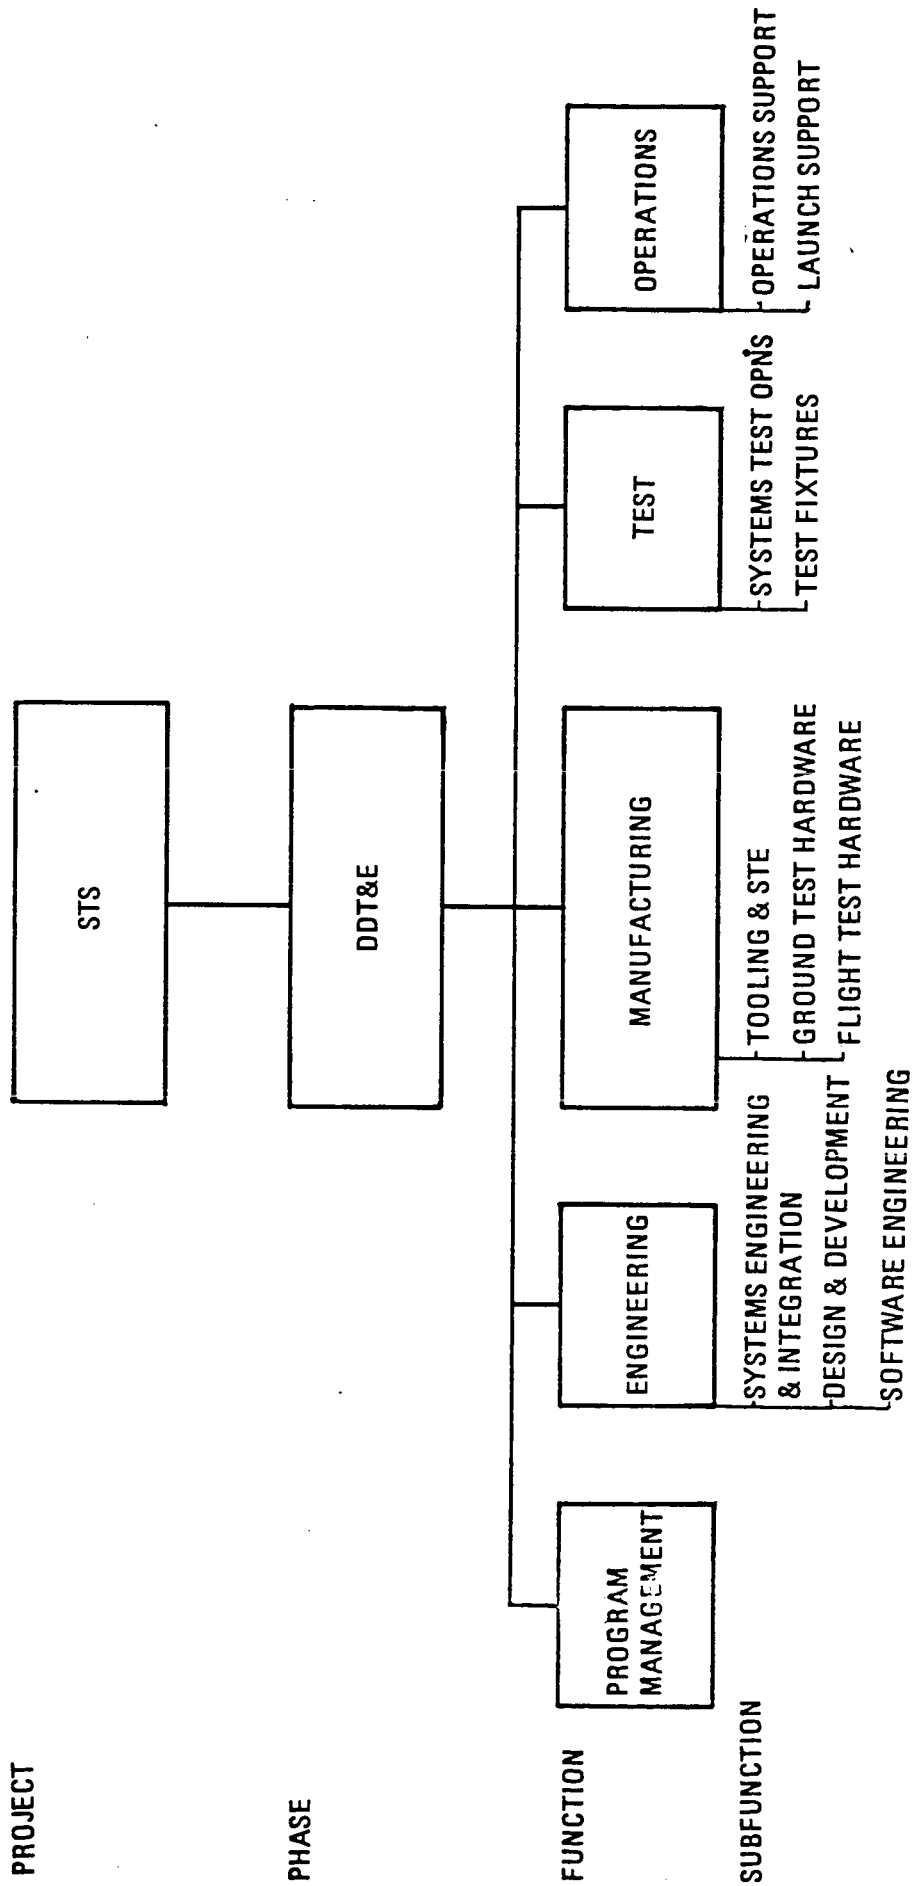 PROJECT
STS
PHASE
DDT&E
FUNCTION
PROGRAM
MANAGEMENT
ENGINEERING
MANUFACTURING
TEST
OPERATIONS
SUBFUNCTION
SYSTEMS ENGINEERING
& INTEGRATION
DESIGN & DEVELOPMENT
SOFTWARE ENGINEERING
TOOLING & STE
GROUND TEST HARDWARE
FLIGHT TEST HARDWARE
SYSTEMS TEST OPNS
TEST FIXTURES
OPERATIONS SUPPORT
LAUNCH SUPPORT